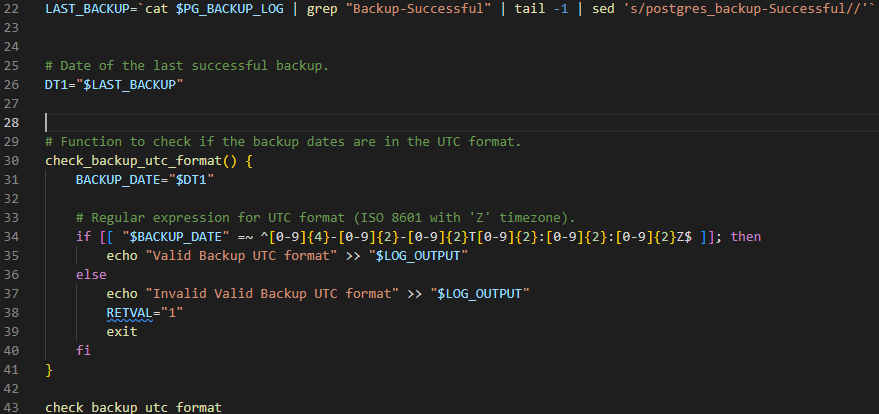 22 LAST_BACKUP=`cat $PG_BACKUP_LOG | grep "Backup-Successful" | tail -1 | sed 's/postgres_backup-Successful//'`
23
24
25 # Date of the last successful backup.
26 DT1="$LAST_BACKUP"
27
28
29 # Function to check if the backup dates are in the UTC format.
30 check_backup_utc_format() {
31     BACKUP_DATE="$DT1"
32
33     # Regular expression for UTC format (ISO 8601 with 'Z' timezone).
34     if [[ "$BACKUP_DATE" =~ ^[0-9]{4}-[0-9]{2}-[0-9]{2}T[0-9]{2}:[0-9]{2}:[0-9]{2}Z$ ]]; then
35         echo "Valid Backup UTC format" >> "$LOG_OUTPUT"
36     else
37         echo "Invalid Valid Backup UTC format" >> "$LOG_OUTPUT"
38         RETVAL="1"
39         exit
40     fi
41 }
42
43 check_backup_utc_format